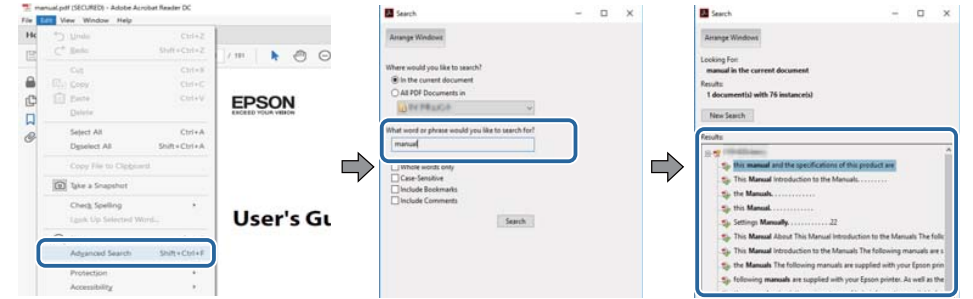 manual.pdf (SECURED) - Adobe Acrobat Reader DC
File Edit View Window Help
Undo Ctrl+Z
Shift+Ctrl+Z
Cut Ctrl+X
Copy Ctrl+C
Paste Ctrl+V
Delete
Select All Ctrl+A
Deselect All Shift+Ctrl+A
Copy File to Clipboard
Take a Snapshot
Check Spelling
Look Up Selected Word...
Advanced Search Shift+Ctrl+F
Protection
Accessibility
/ 191
EPSON
EXCEED YOUR VISION
User's Gu
Search
Arrange Windows
Where would you like to search?
In the current document
All PDF Documents in
What word or phrase would you like to search for?
manual
Whole words only
Case-Sensitive
Include Bookmarks
Include Comments
Search
Search
Arrange Windows
Looking For:
manual in the current document
Results:
1 document(s) with 76 instance(s)
New Search
Results:
this manual and the specifications of this product are
This Manual Introduction to the Manuals.........
the Manuals.............
this Manual.............
Settings Manually.............22
This Manual About This Manual Introduction to the Manuals The follo
This Manual Introduction to the Manuals The following manuals are s
the Manuals The following manuals are supplied with your Epson prin
following manuals are supplied with your Epson printer. As well as the